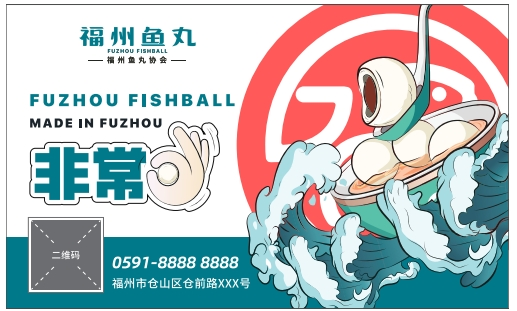 福州鱼丸
FUZHOU FISHBALL
福州鱼丸协会
FUZHOU FISHBALL
MADE IN FUZHOU
非常
二维码
0591-8888 8888
福州市仓山区仓前路XXX号